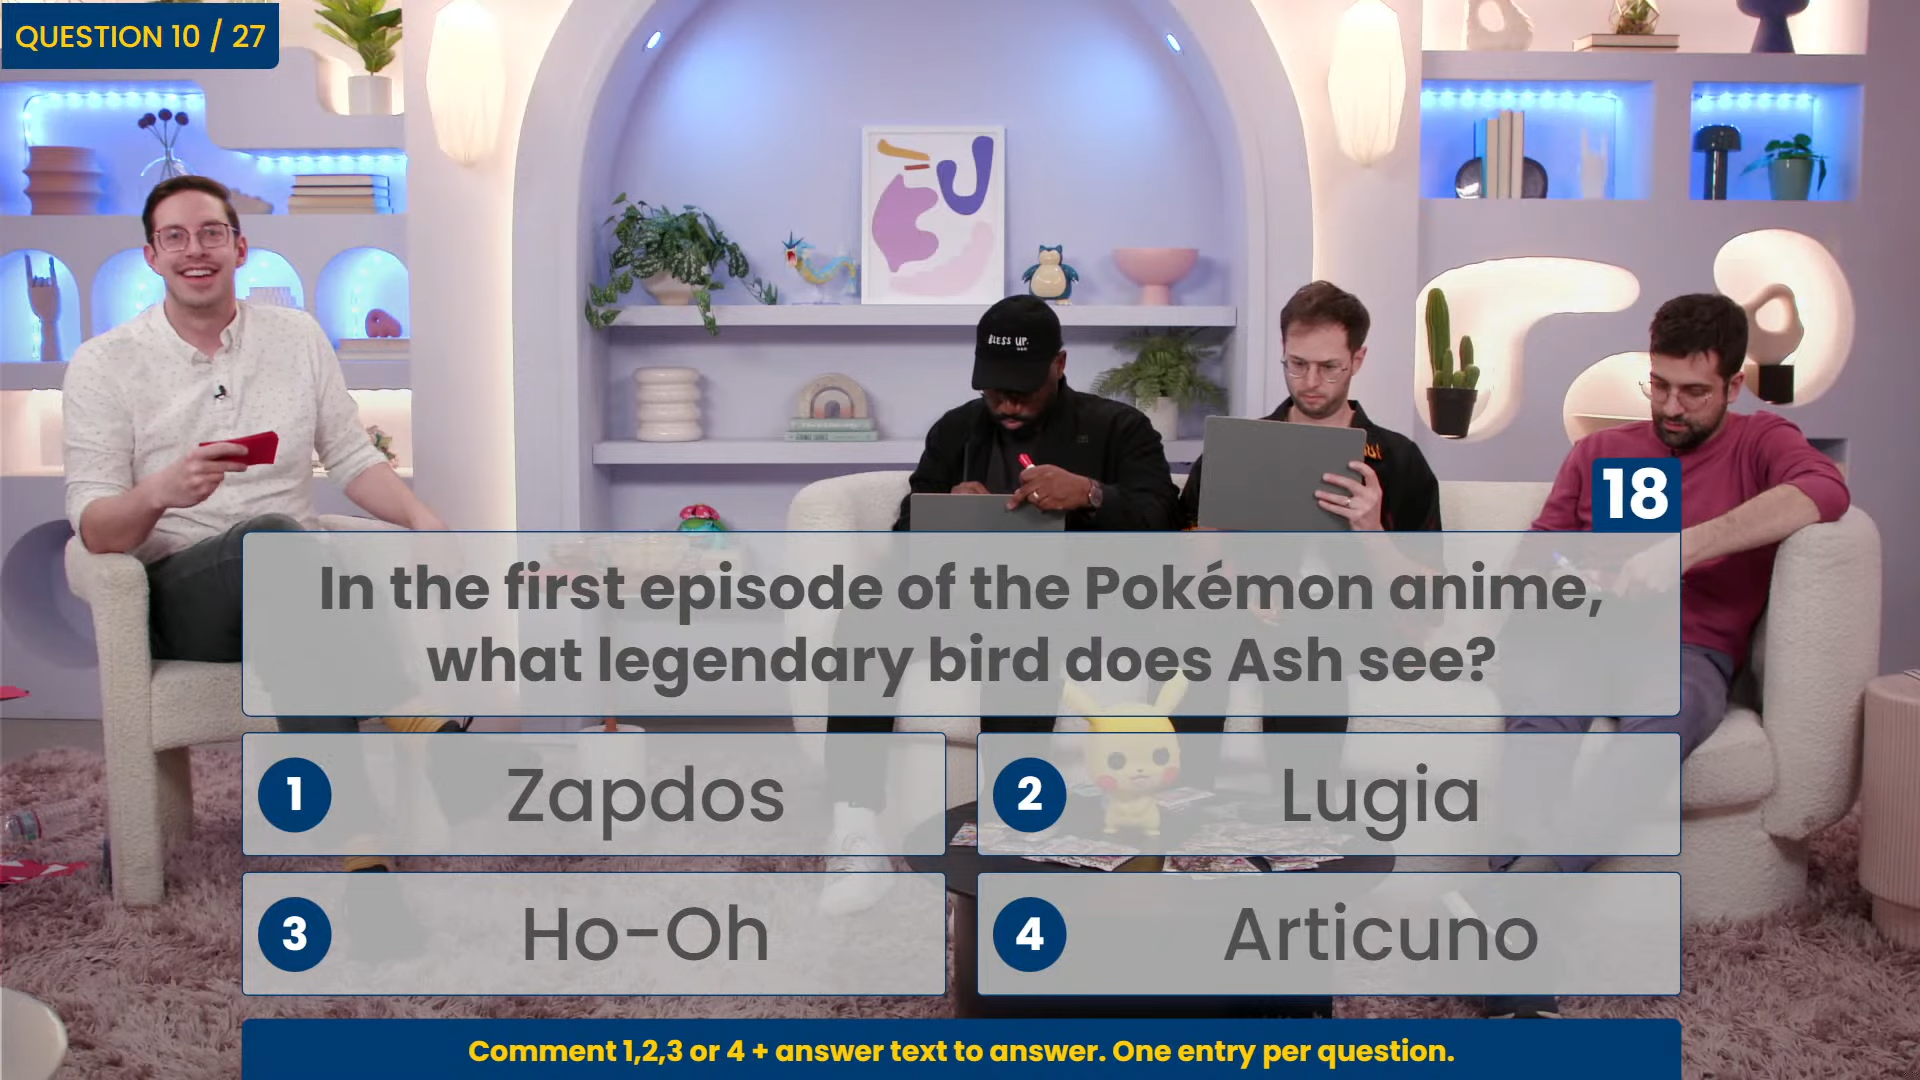 QUESTION 10 / 27
BLESS UP.
18
In the first episode of the Pokémon anime,
what legendary bird does Ash see?
1 Zapdos
2 Lugia
3 Ho-Oh
4 Articuno
Comment 1,2,3 or 4 + answer text to answer. One entry per question.